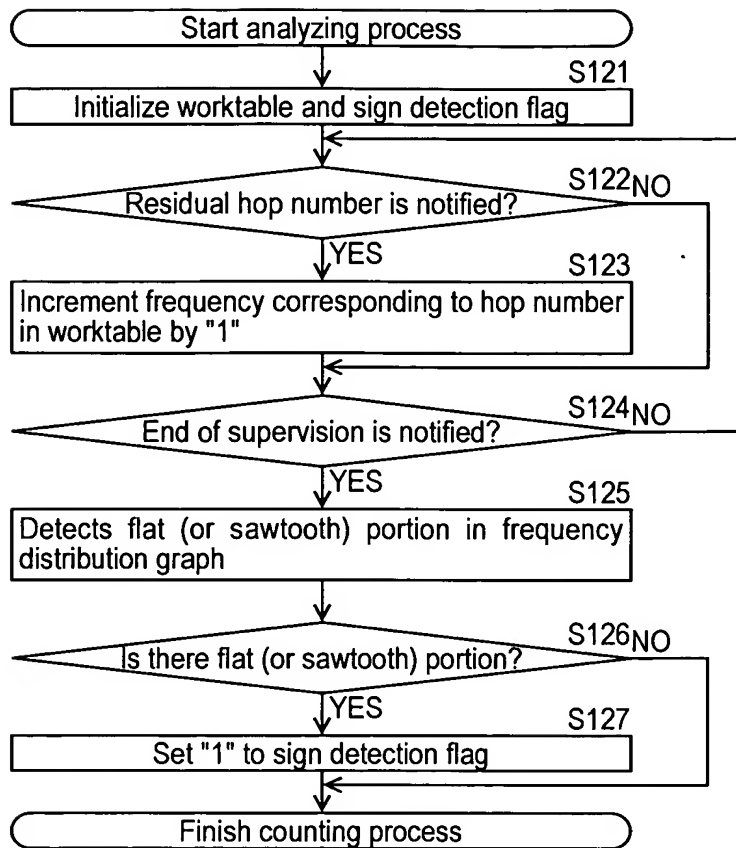 Start analyzing process
S121
Initialize worktable and sign detection flag
S122 NO
Residual hop number is notified?
YES
S123
Increment frequency corresponding to hop number
in worktable by "1"
S124 NO
End of supervision is notified?
YES
S125
Detects flat (or sawtooth) portion in frequency
distribution graph
S126 NO
Is there flat (or sawtooth) portion?
YES
S127
Set "1" to sign detection flag
Finish counting process